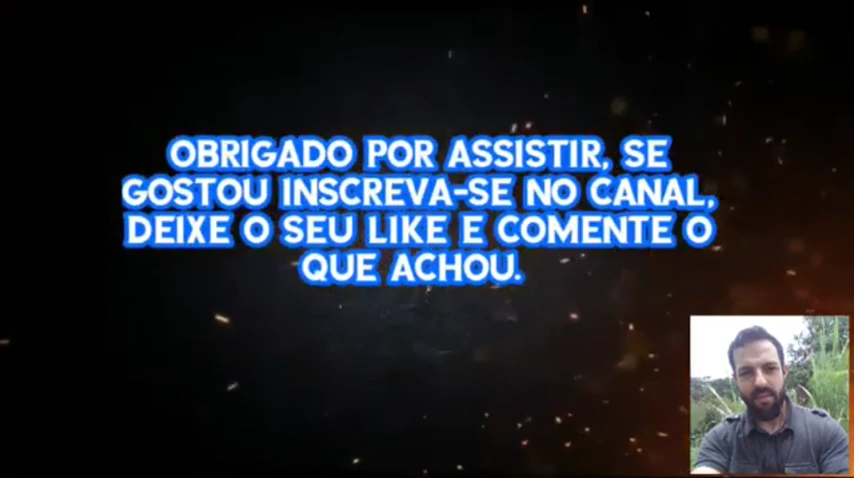 OBRIGADO POR ASSISTIR, SE
GOSTOU INSCREVA-SE NO CANAL,
DEIXE O SEU LIKE E COMENTE O
QUE ACHOU.